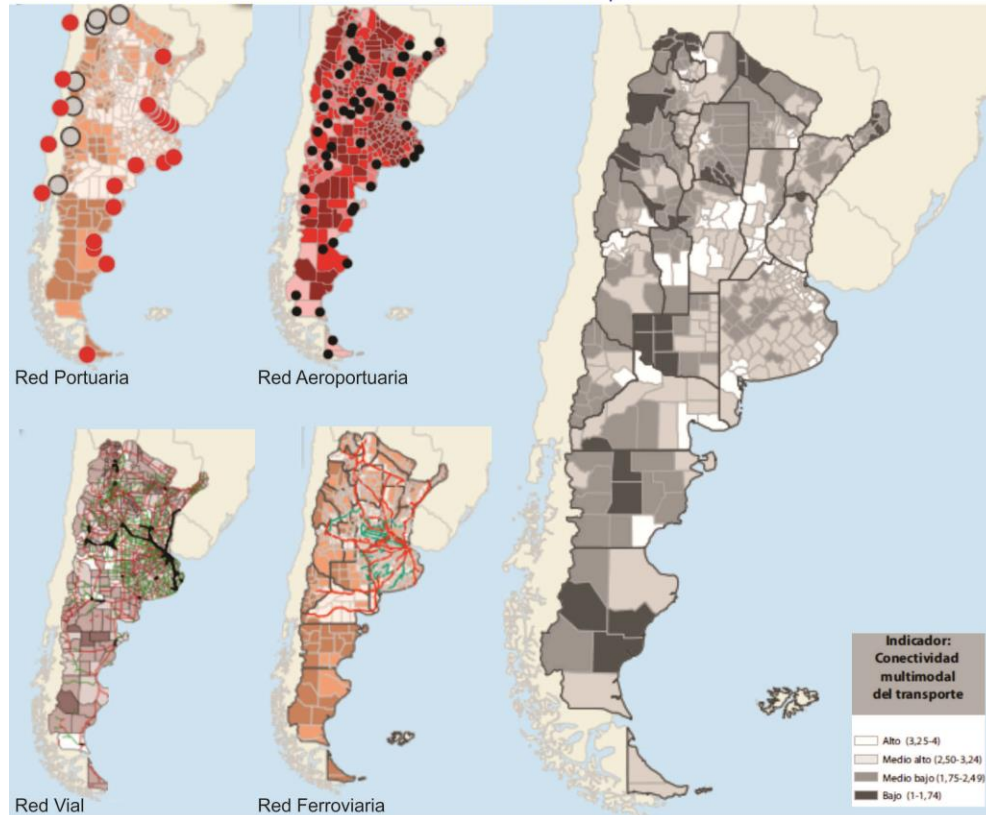 Red Portuaria
Red Aeroportuaria
Red Vial
Red Ferroviaria
Indicador:
Conectividad
multimodal
del transporte
Alto (3,25-4)
Medio alto (2,50-3,24)
Medio bajo (1,75-2,49)
Bajo (1-1,74)